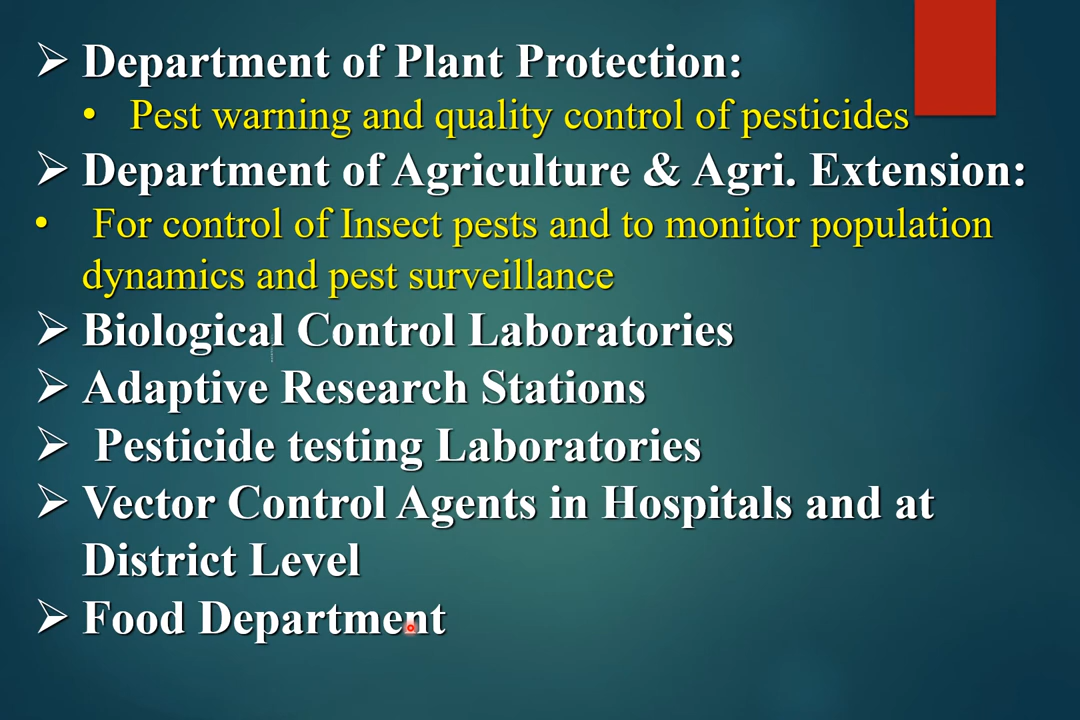 ➢ Department of Plant Protection:
• Pest warning and quality control of pesticides
➢ Department of Agriculture & Agri. Extension:
• For control of Insect pests and to monitor population
dynamics and pest surveillance
➢ Biological Control Laboratories
➢ Adaptive Research Stations
➢ Pesticide testing Laboratories
➢ Vector Control Agents in Hospitals and at
District Level
➢ Food Department